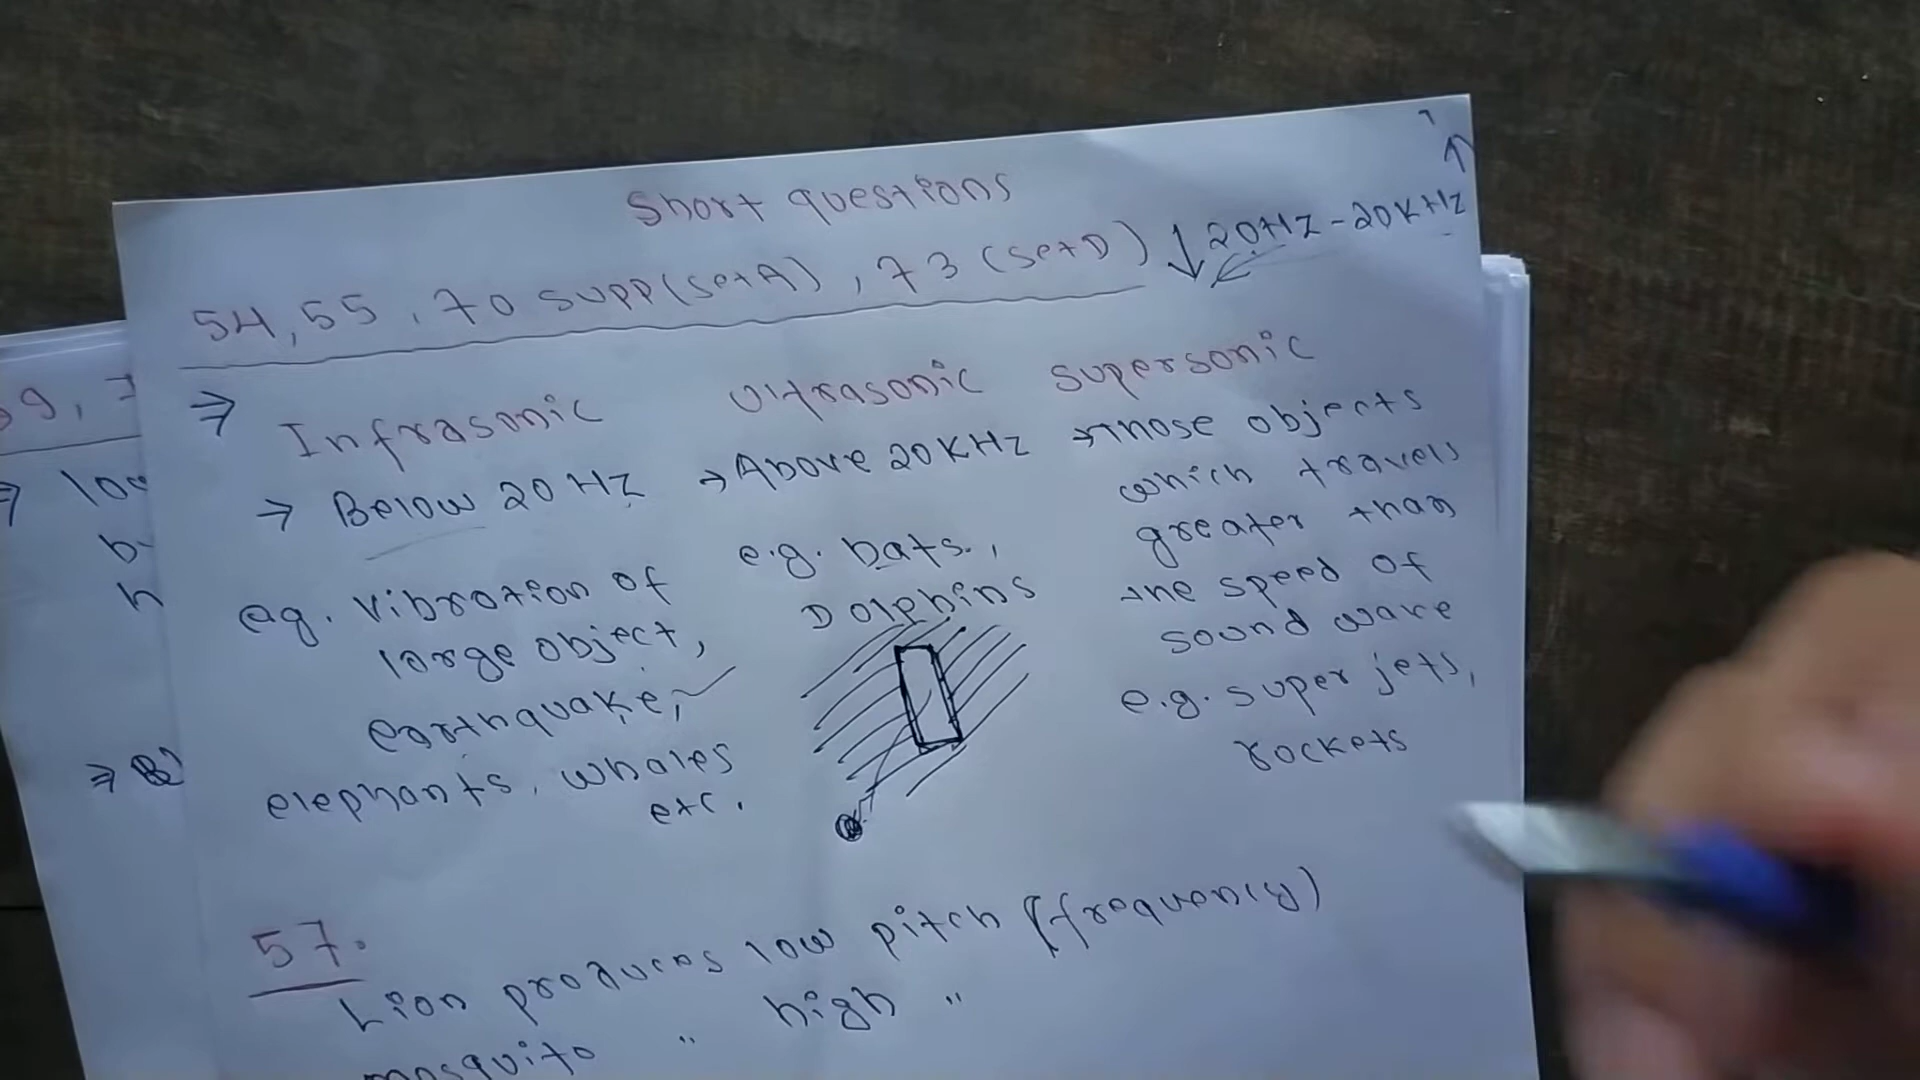 Short questions
54, 55, 70 supp (set A), 73 (set D) ↓ 20HZ - 20KHZ
⇒ Infrasonic Ultrasonic Supersonic
→ Below 20 HZ → Above 20KHZ → Those objects
which travels
greater than
the speed of
sound wave
e.g. super jets,
rockets
eg. vibration of
large object,
earthquake,
elephants, whales
etc.
e.g. bats.,
Dolphins
57.
Lion produces low pitch (frequency)
mosquito " high "